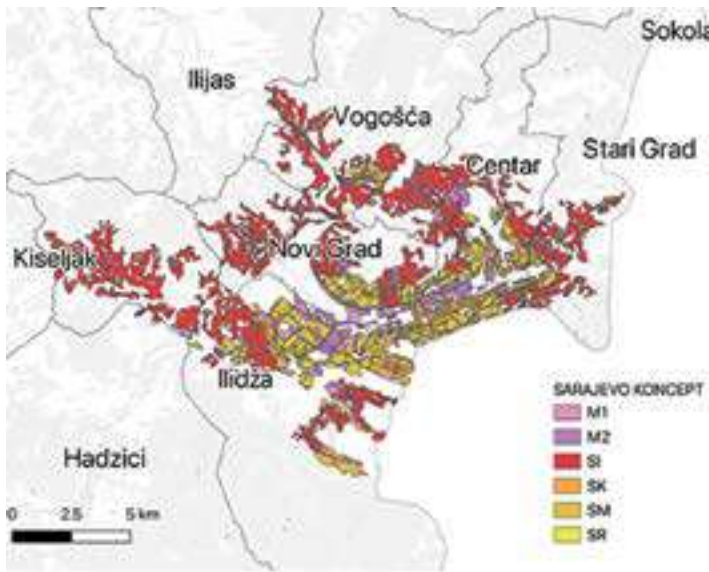 Sokola
Ilijas
Vogošća
Centar
Stari Grad
Novi Grad
Kiseljak
Ilidža
SARAJEVO KONCEPT
M1
M2
SI
SK
SM
SR
Hadzici
0 2.5 5 km